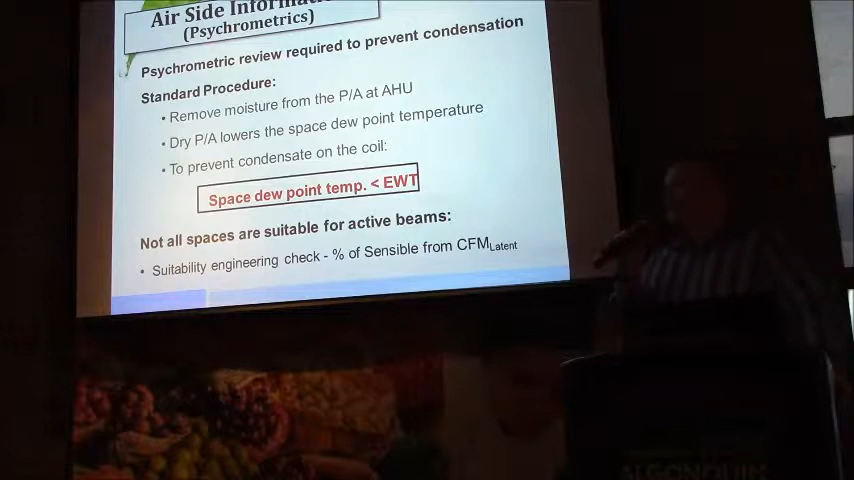 Air Side
(Psychrometrics)
Psychrometric review required to prevent condensation
Standard Procedure:
• Remove moisture from the P/A at AHU
• Dry P/A lowers the space dew point temperature
• To prevent condensate on the coil:
Space dew point temp. < EWT
Not all spaces are suitable for active beams:
• Suitability engineering check - % of Sensible from CFMLatent
ALGONQUIN